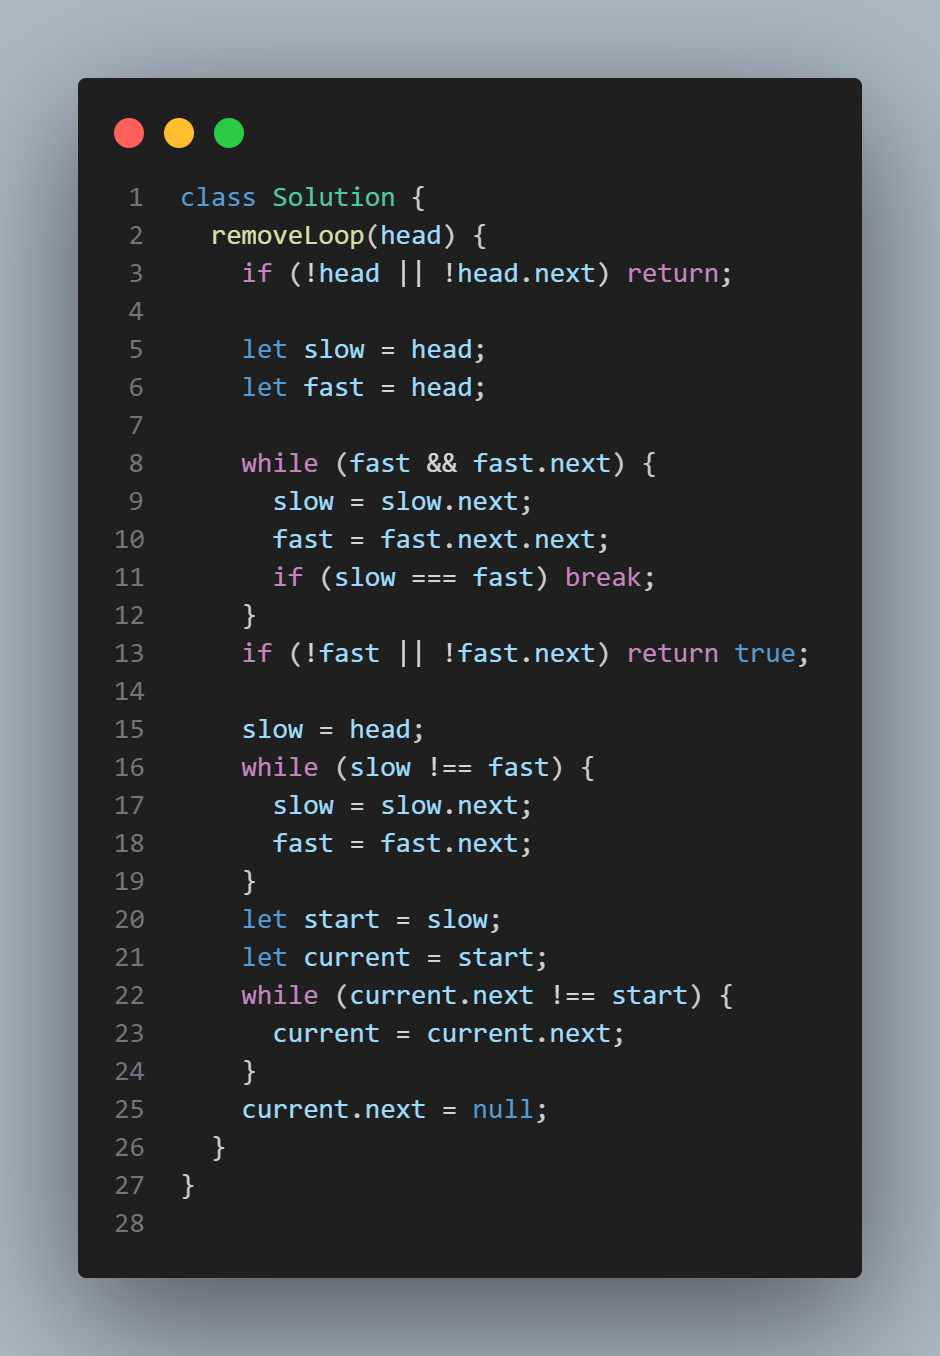 1 class Solution {
2 removeLoop(head) {
3 if (!head || !head.next) return;
4
5 let slow = head;
6 let fast = head;
7
8 while (fast && fast.next) {
9 slow = slow.next;
10 fast = fast.next.next;
11 if (slow === fast) break;
12 }
13 if (!fast || !fast.next) return true;
14
15 slow = head;
16 while (slow !== fast) {
17 slow = slow.next;
18 fast = fast.next;
19 }
20 let start = slow;
21 let current = start;
22 while (current.next !== start) {
23 current = current.next;
24 }
25 current.next = null;
26 }
27 }
28